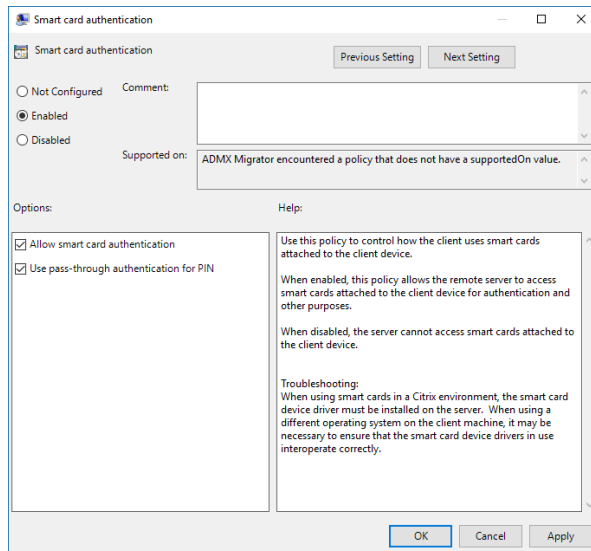 Smart card authentication
Smart card authentication
Previous Setting
Next Setting
Not Configured
Comment:
Enabled
Disabled
Supported on:
ADMX Migrator encountered a policy that does not have a supportedOn value.
Options:
Help:
Allow smart card authentication
Use pass-through authentication for PIN
Use this policy to control how the client uses smart cards
attached to the client device.
When enabled, this policy allows the remote server to access
smart cards attached to the client device for authentication and
other purposes.
When disabled, the server cannot access smart cards attached to
the client device.
Troubleshooting:
When using smart cards in a Citrix environment, the smart card
device driver must be installed on the server.  When using a
different operating system on the client machine, it may be
necessary to ensure that the smart card device drivers in use
interoperate correctly.
OK
Cancel
Apply